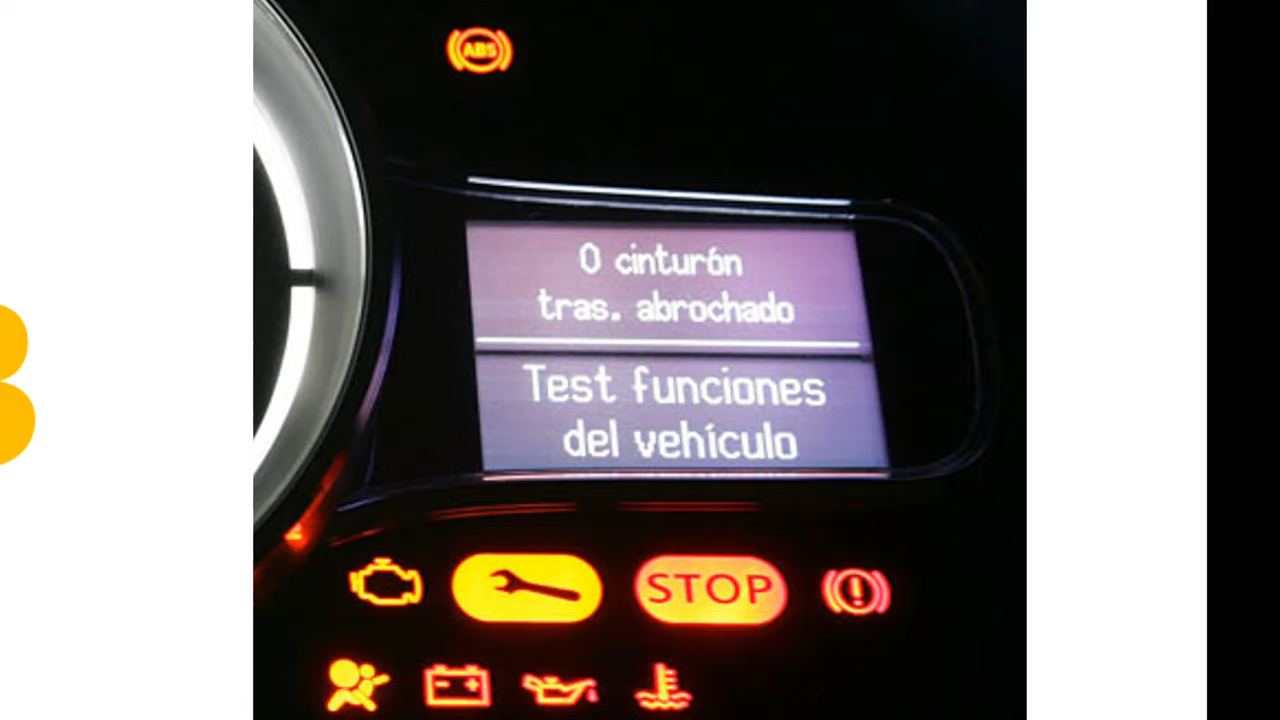 ABS
0 cinturón
tras. abrochado
Test funciones
del vehículo
STOP